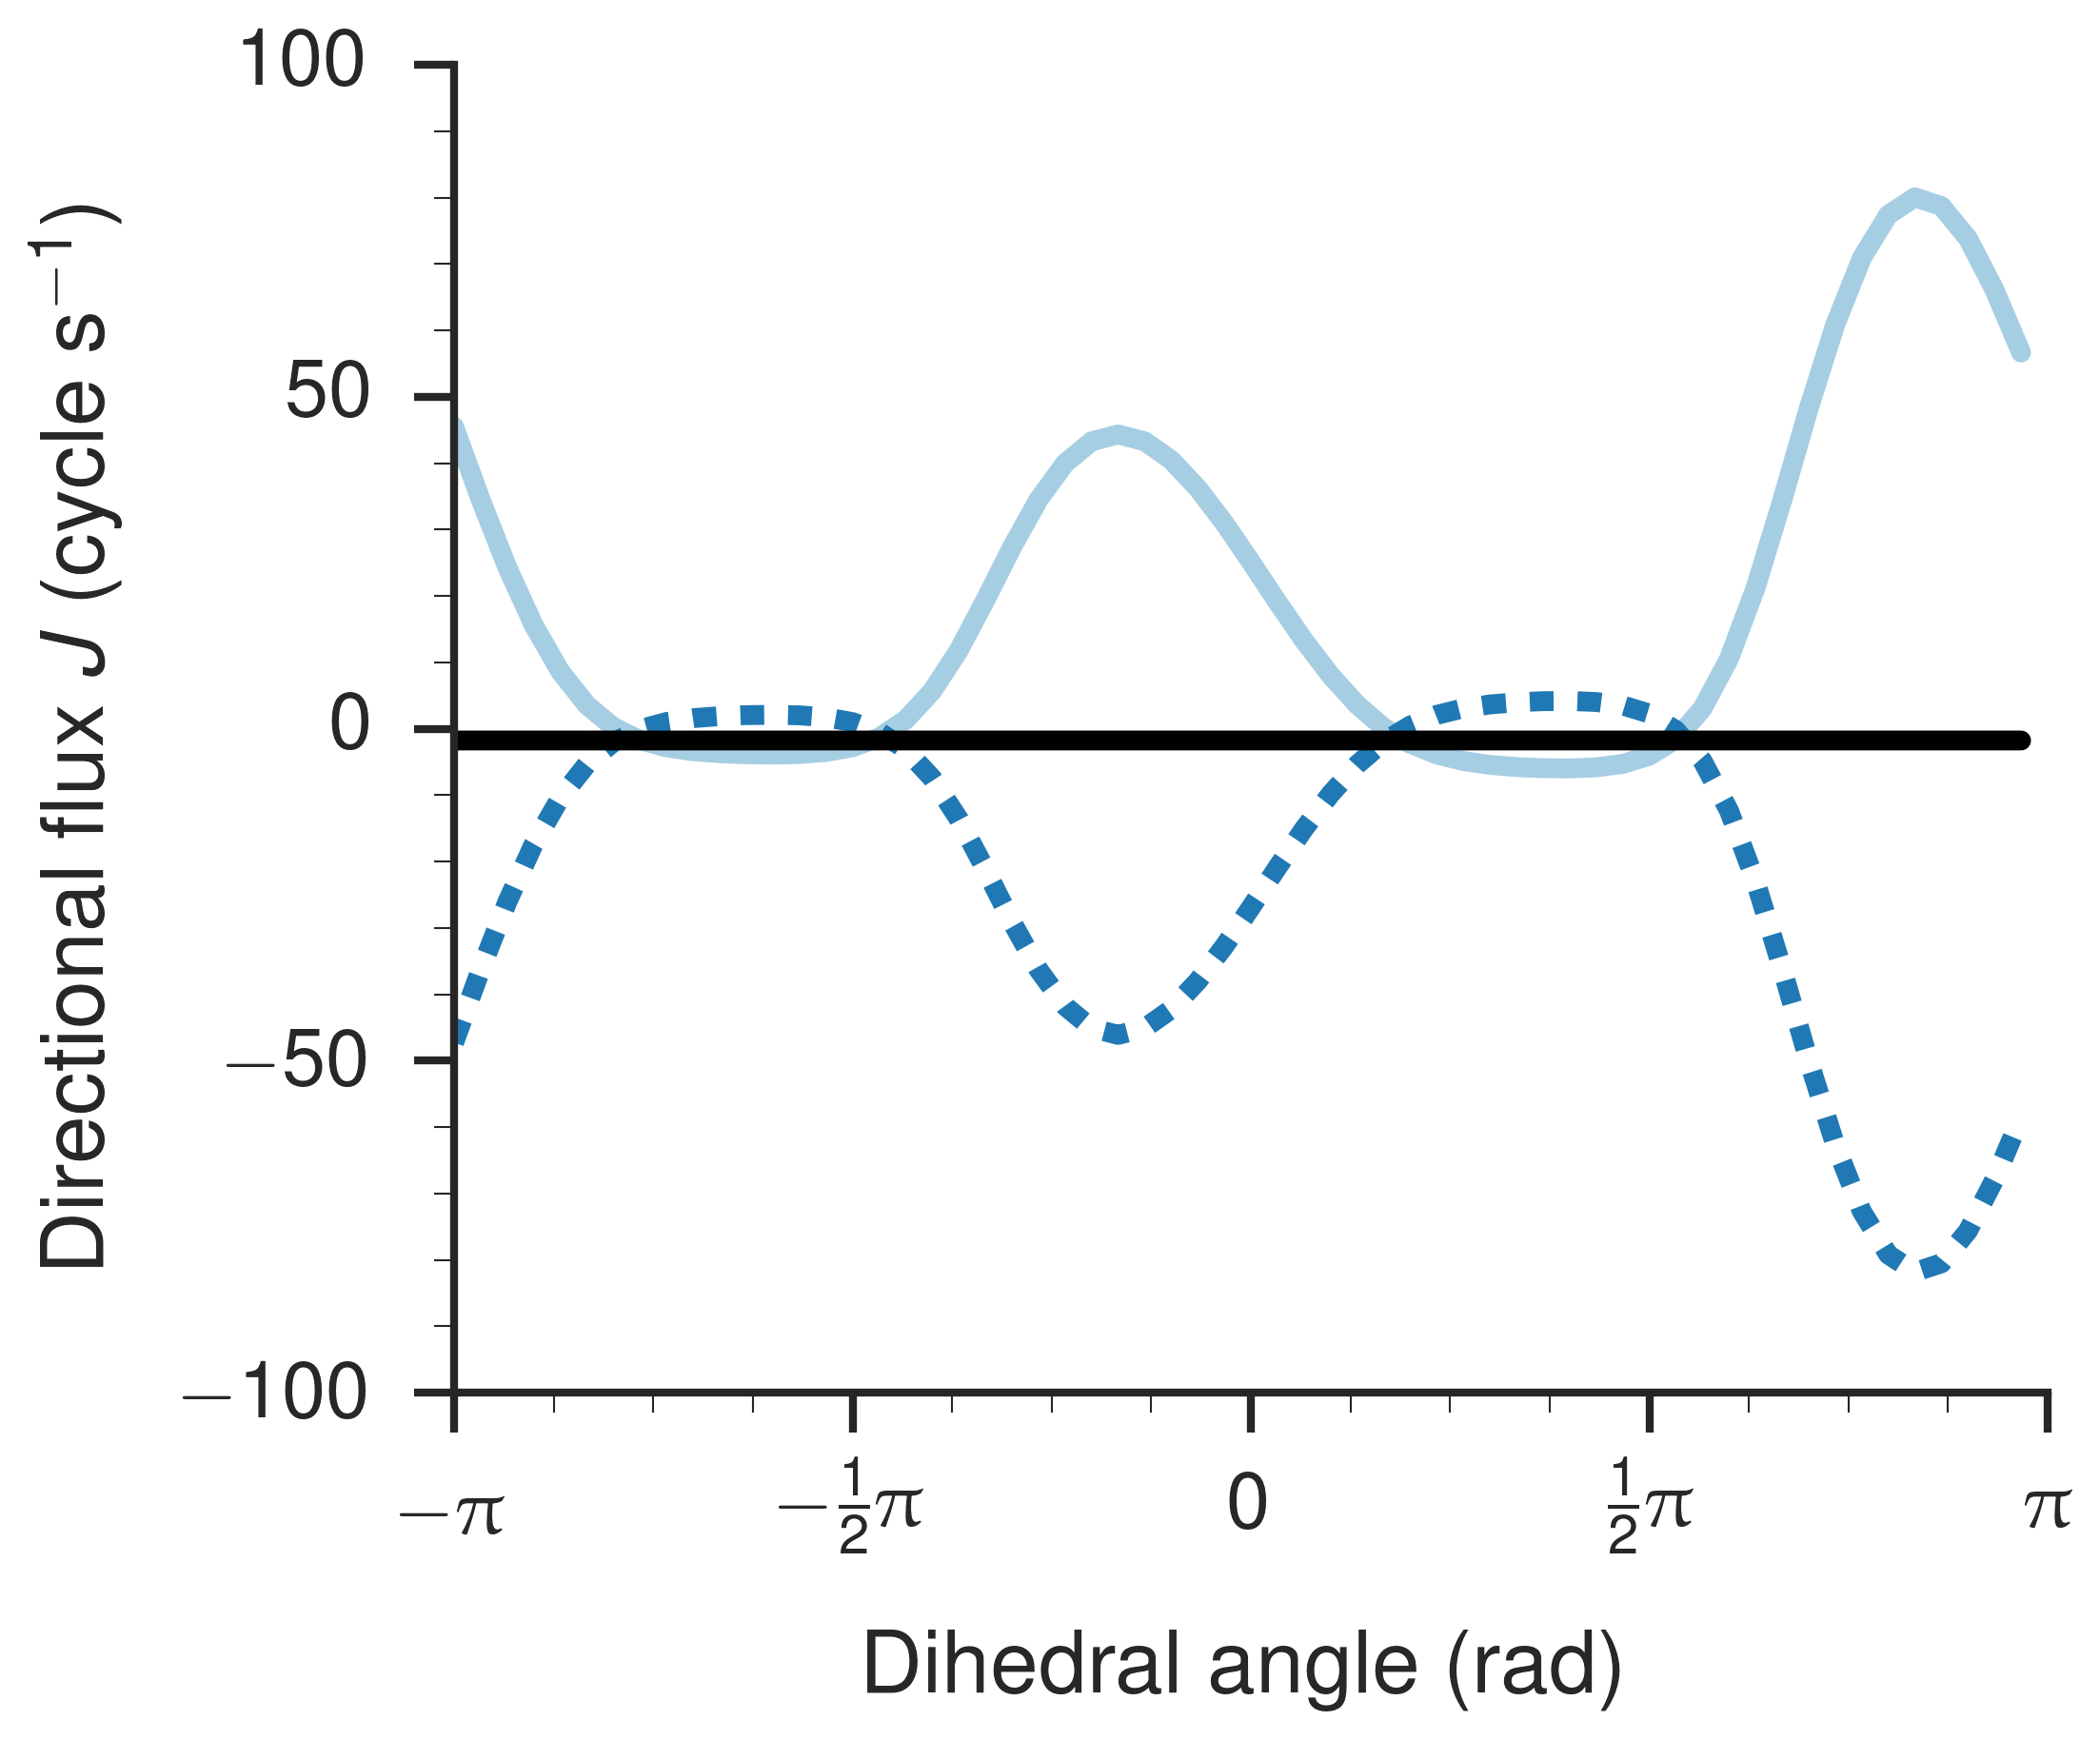 Directional flux J (cycle s⁻¹)
100
50
0
−50
−100
−π
−½π
0
½π
π
Dihedral angle (rad)